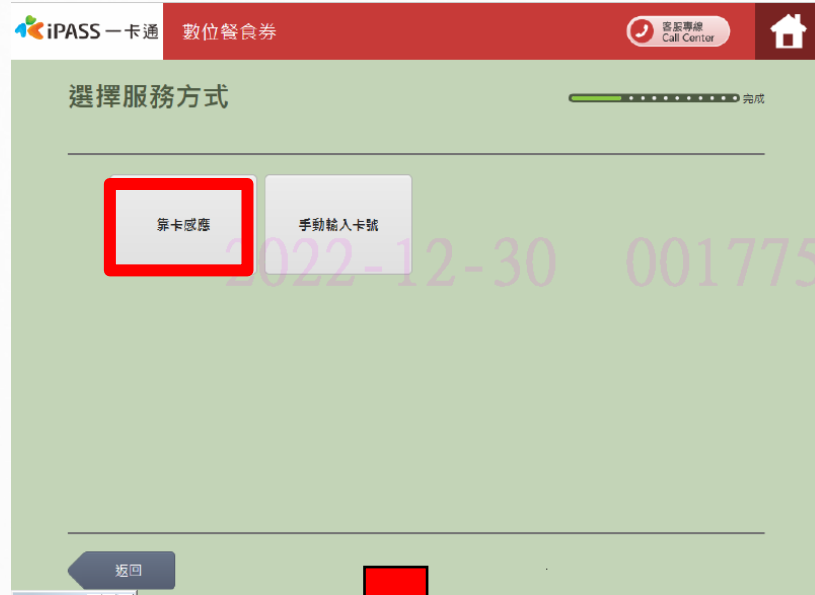 iPASS 一卡通
數位餐食券
客服專線
Call Center
選擇服務方式
完成
靠卡感應
手動輸入卡號
2022-12-30 001775
返回